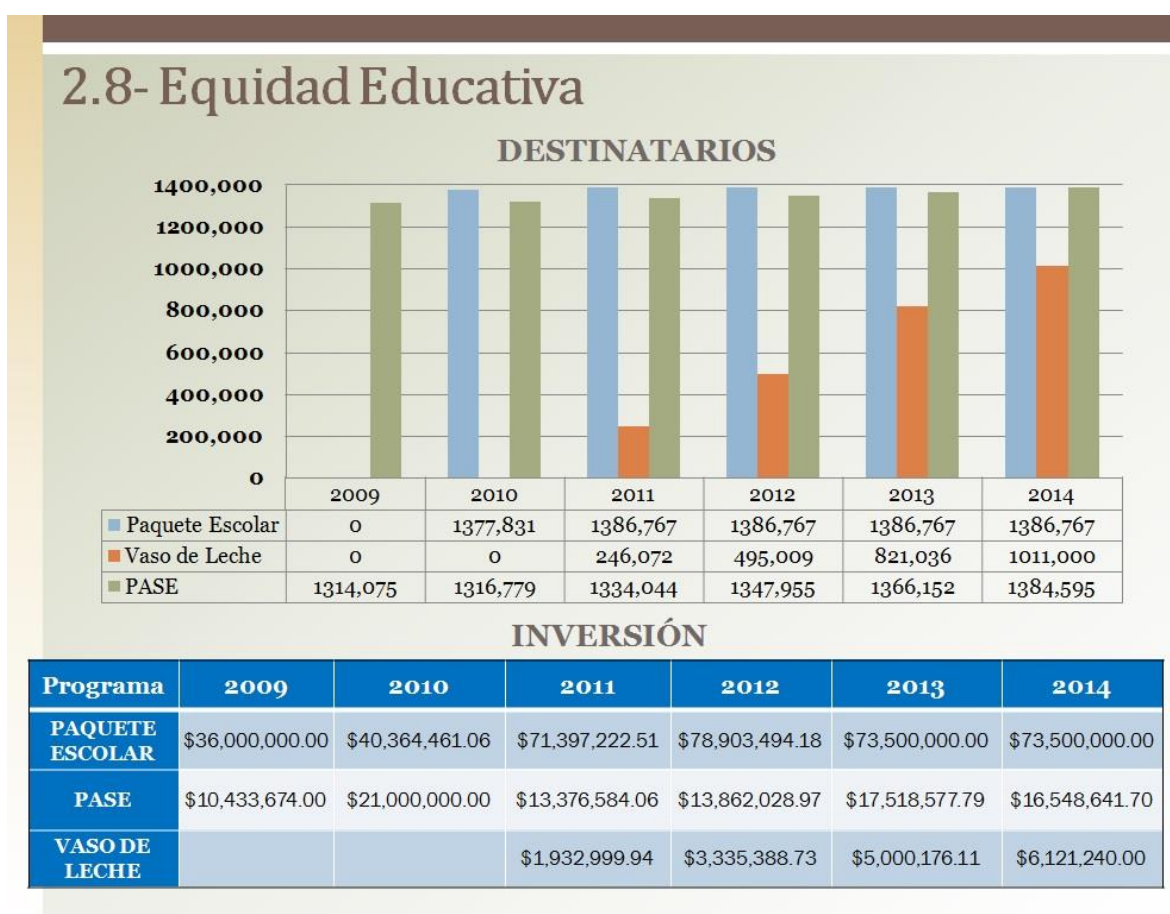 2.8- Equidad Educativa
DESTINATARIOS
1400,000
1200,000
1000,000
800,000
600,000
400,000
200,000
0
2009 2010 2011 2012 2013 2014
Paquete Escolar 0 1377,831 1386,767 1386,767 1386,767 1386,767
Vaso de Leche 0 0 246,072 495,009 821,036 1011,000
PASE 1314,075 1316,779 1334,044 1347,955 1366,152 1384,595
INVERSIÓN
Programa 2009 2010 2011 2012 2013 2014
PAQUETE
ESCOLAR $36,000,000.00 $40,364,461.06 $71,397,222.51 $78,903,494.18 $73,500,000.00 $73,500,000.00
PASE $10,433,674.00 $21,000,000.00 $13,376,584.06 $13,862,028.97 $17,518,577.79 $16,548,641.70
VASO DE
LECHE $1,932,999.94 $3,335,388.73 $5,000,176.11 $6,121,240.00